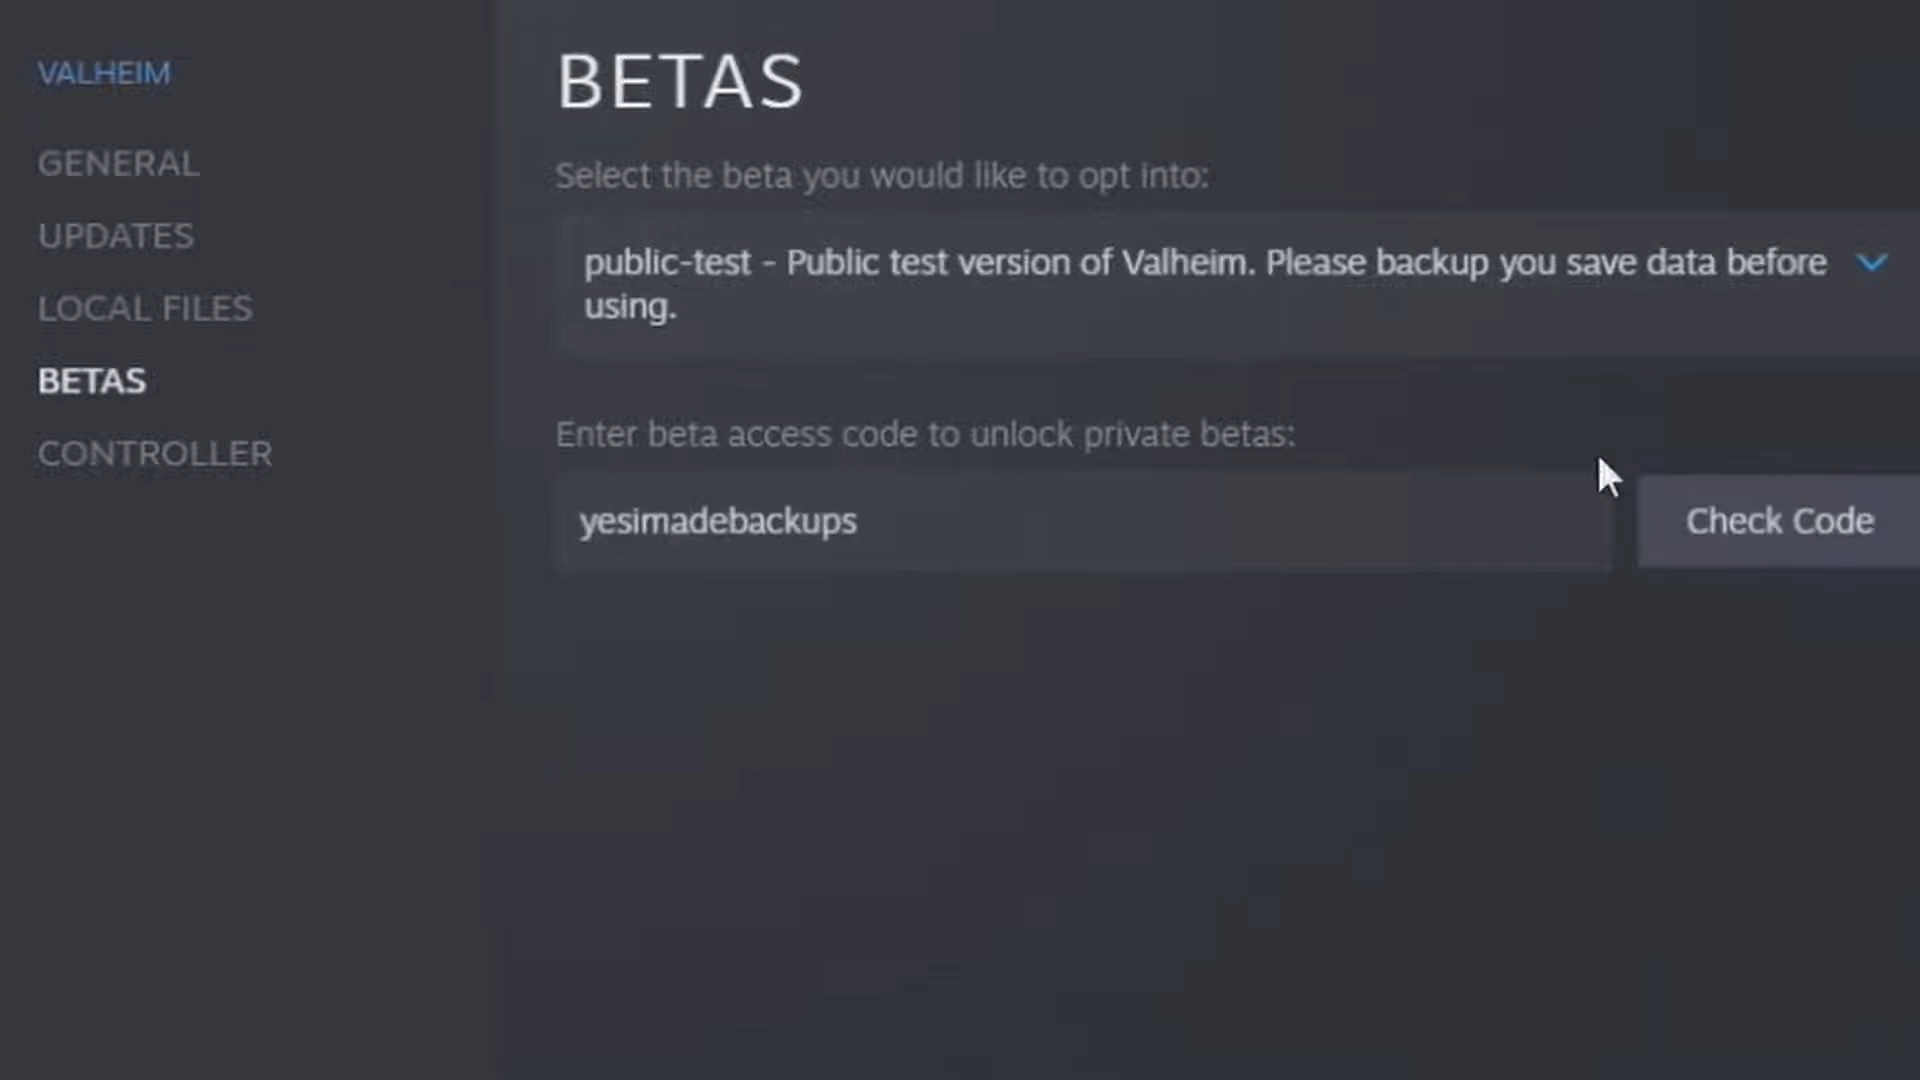 VALHEIM
GENERAL
UPDATES
LOCAL FILES
BETAS
CONTROLLER
BETAS
Select the beta you would like to opt into:
public-test - Public test version of Valheim. Please backup you save data before
using.
Enter beta access code to unlock private betas:
yesimadebackups
Check Code